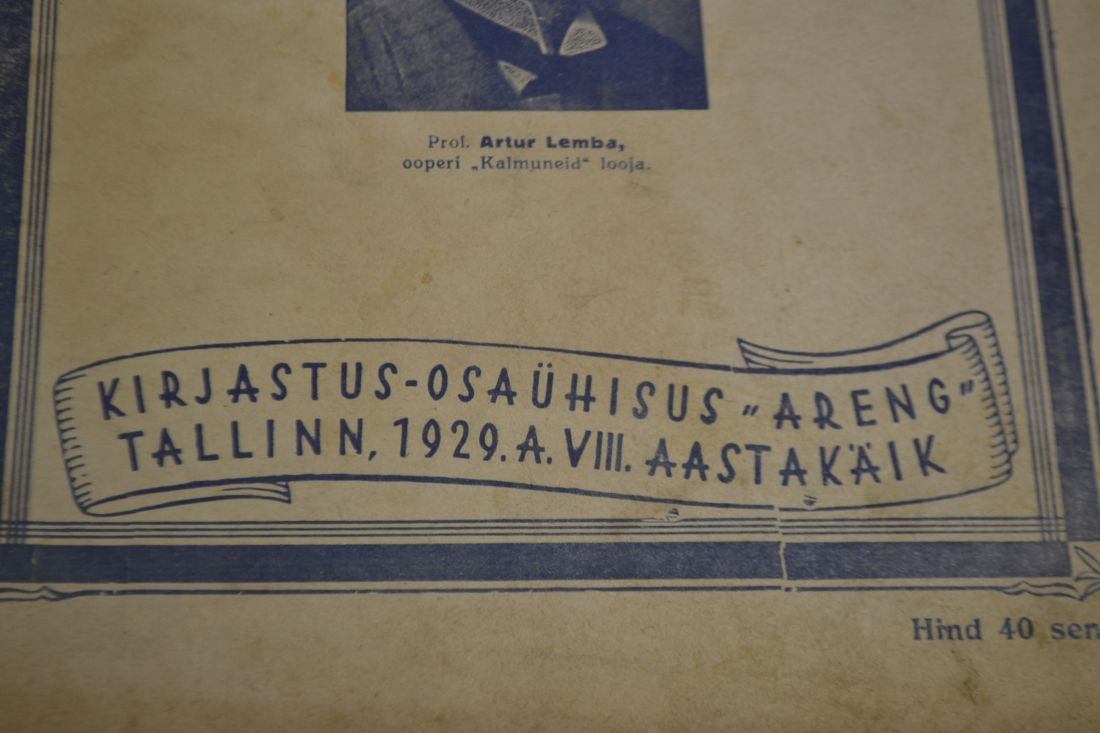 Prof. Artur Lemba,
ooperi „Kalmuneid“ looja.
KIRJASTUS-OSAÜHISUS „ARENG”
TALLINN, 1929. A. VIII. AASTAKÄIK
Hind 40